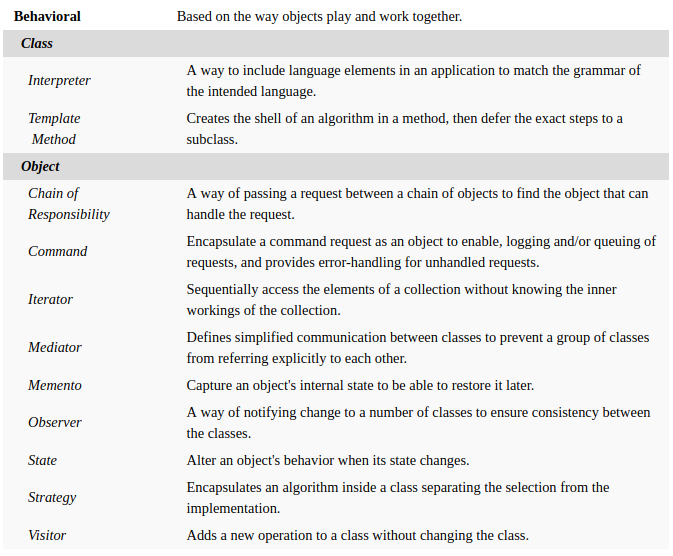 Behavioral Based on the way objects play and work together.
Class
Interpreter A way to include language elements in an application to match the grammar of
the intended language.
Template Creates the shell of an algorithm in a method, then defer the exact steps to a
Method subclass.
Object
Chain of A way of passing a request between a chain of objects to find the object that can
Responsibility handle the request.
Command Encapsulate a command request as an object to enable, logging and/or queuing of
requests, and provides error-handling for unhandled requests.
Iterator Sequentially access the elements of a collection without knowing the inner
workings of the collection.
Mediator Defines simplified communication between classes to prevent a group of classes
from referring explicitly to each other.
Memento Capture an object's internal state to be able to restore it later.
Observer A way of notifying change to a number of classes to ensure consistency between
the classes.
State Alter an object's behavior when its state changes.
Strategy Encapsulates an algorithm inside a class separating the selection from the
implementation.
Visitor Adds a new operation to a class without changing the class.